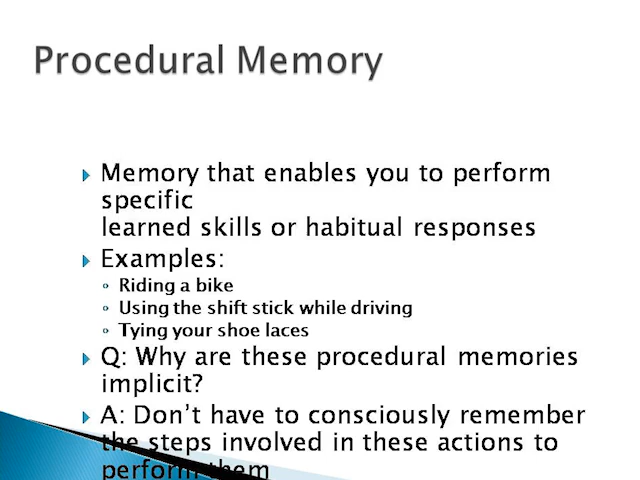 Procedural Memory
Memory that enables you to perform
specific
learned skills or habitual responses
Examples:
Riding a bike
Using the shift stick while driving
Tying your shoe laces
Q: Why are these procedural memories
implicit?
A: Don't have to consciously remember
the steps involved in these actions to
perform them